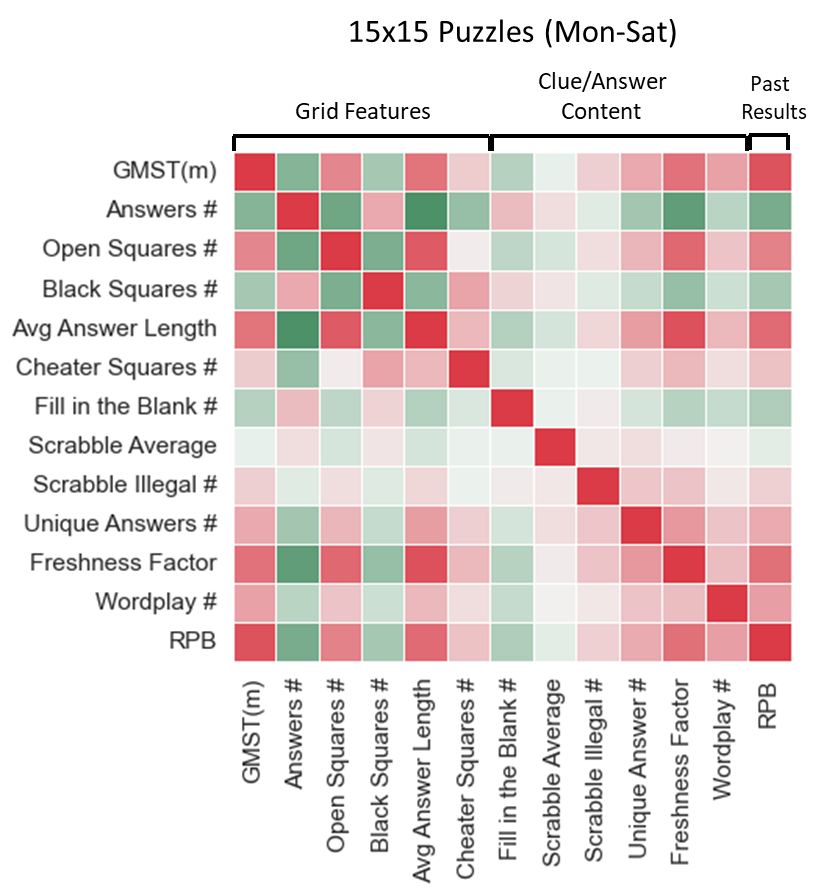 15x15 Puzzles (Mon-Sat)
Grid Features
Clue/Answer
Content
Past
Results
GMST(m)
Answers #
Open Squares #
Black Squares #
Avg Answer Length
Cheater Squares #
Fill in the Blank #
Scrabble Average
Scrabble Illegal #
Unique Answers #
Freshness Factor
Wordplay #
RPB
GMST(m)
Answers #
Open Squares #
Black Squares #
Avg Answer Length
Cheater Squares #
Fill in the Blank #
Scrabble Average
Scrabble Illegal #
Unique Answer #
Freshness Factor
Wordplay #
RPB